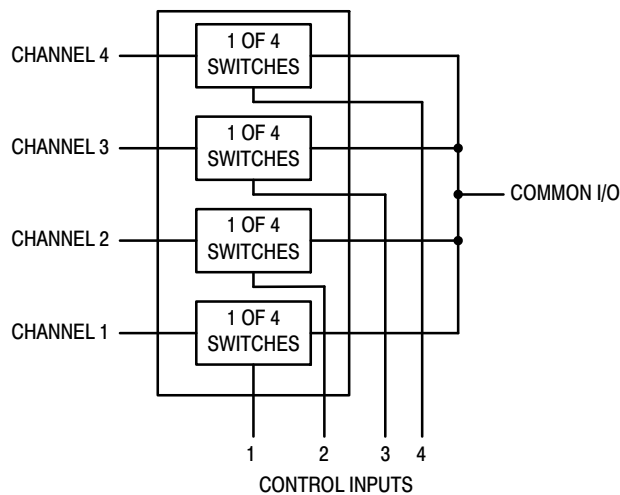 CHANNEL 4
1 OF 4
SWITCHES
CHANNEL 3
1 OF 4
SWITCHES
COMMON I/O
CHANNEL 2
1 OF 4
SWITCHES
CHANNEL 1
1 OF 4
SWITCHES
1 2 3 4
CONTROL INPUTS